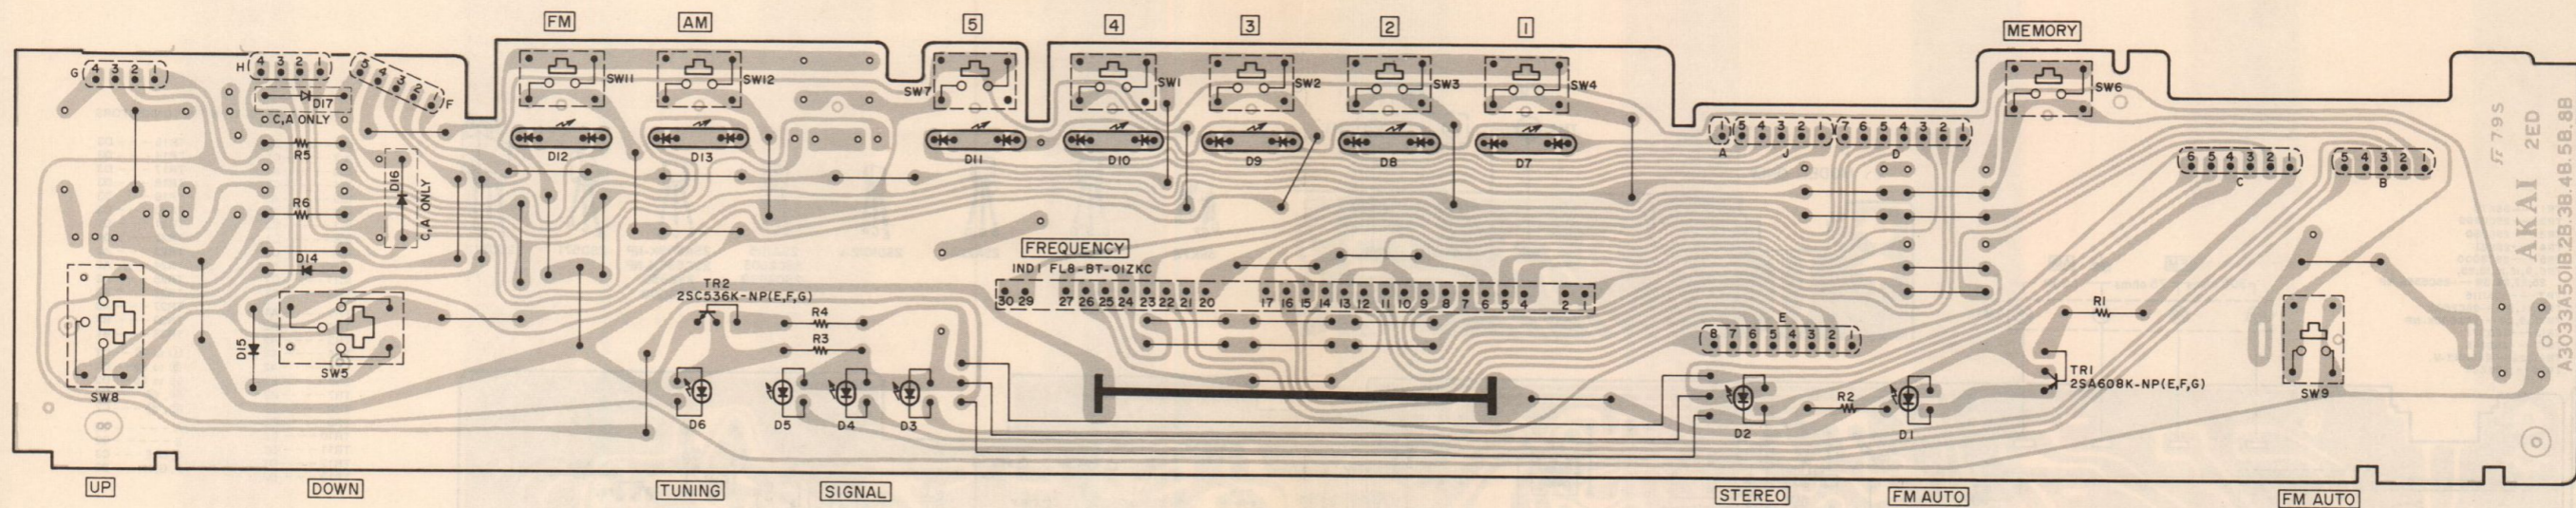 FM AM 5 4 3 2 1 MEMORY
G 4 3 2 1 H 4 3 2 1 5 4 3 2 1 F
SW11 SW12 SW7 SW1 SW2 SW3 SW4 SW6
D17
C,A ONLY
R5
D16
C,A ONLY
R6
D14
D12 D13 D11 D10 D9 D8 D7
1 5 4 3 2 1 7 6 5 4 3 2 1
A J D
6 5 4 3 2 1 5 4 3 2 1
C B
FREQUENCY
IND1 FL8-BT-01ZKC
30 29 27 26 25 24 23 22 21 20 17 16 15 14 13 12 11 10 9 8 7 6 5 4 2 1
TR2
2SC536K-NP(E,F,G)
R4
R3
D15
SW5
SW8
D6 D5 D4 D3
E
8 7 6 5 4 3 2 1
R1
TR1
2SA608K-NP(E,F,G)
R2
D2 D1
SW9
79S
AKAI 2ED
A3033A501B2B3B4B5B8B
8
UP DOWN TUNING SIGNAL STEREO FM AUTO FM AUTO